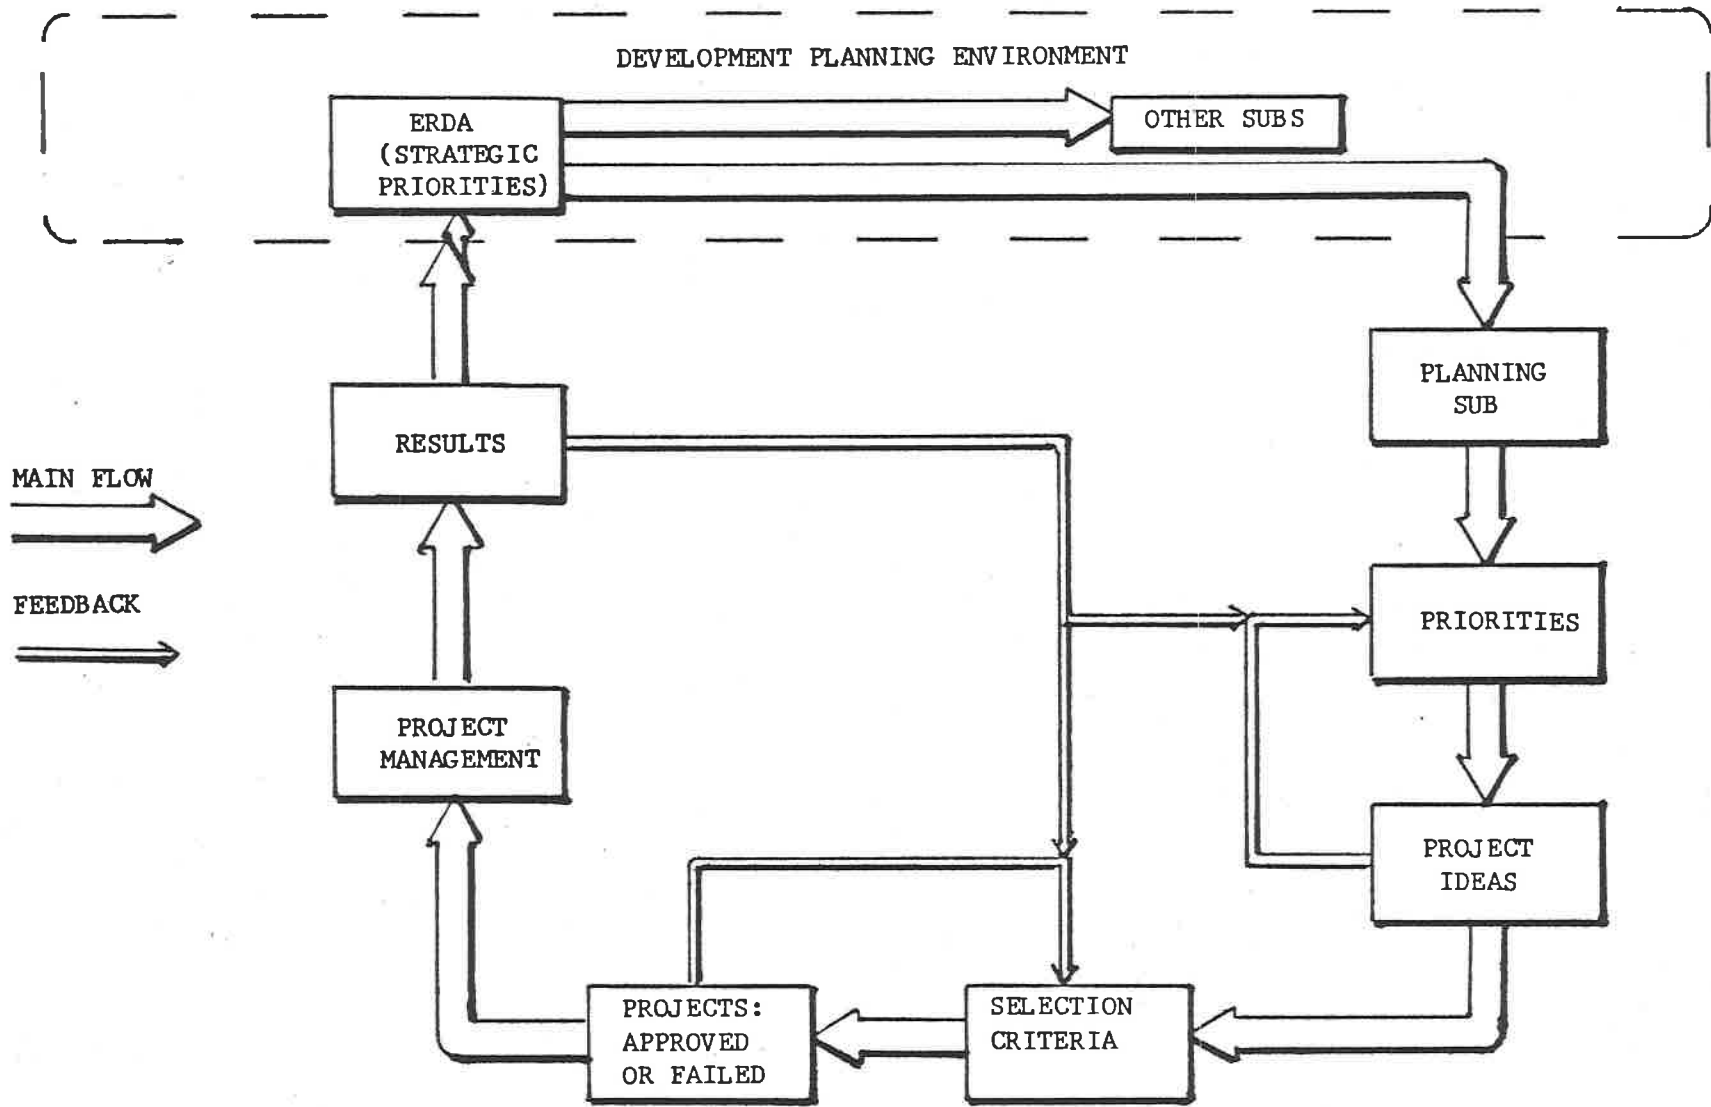 DEVELOPMENT PLANNING ENVIRONMENT
ERDA
(STRATEGIC
PRIORITIES)
OTHER SUBS
PLANNING
SUB
RESULTS
MAIN FLOW
FEEDBACK
PRIORITIES
PROJECT
MANAGEMENT
PROJECT
IDEAS
PROJECTS:
APPROVED
OR FAILED
SELECTION
CRITERIA